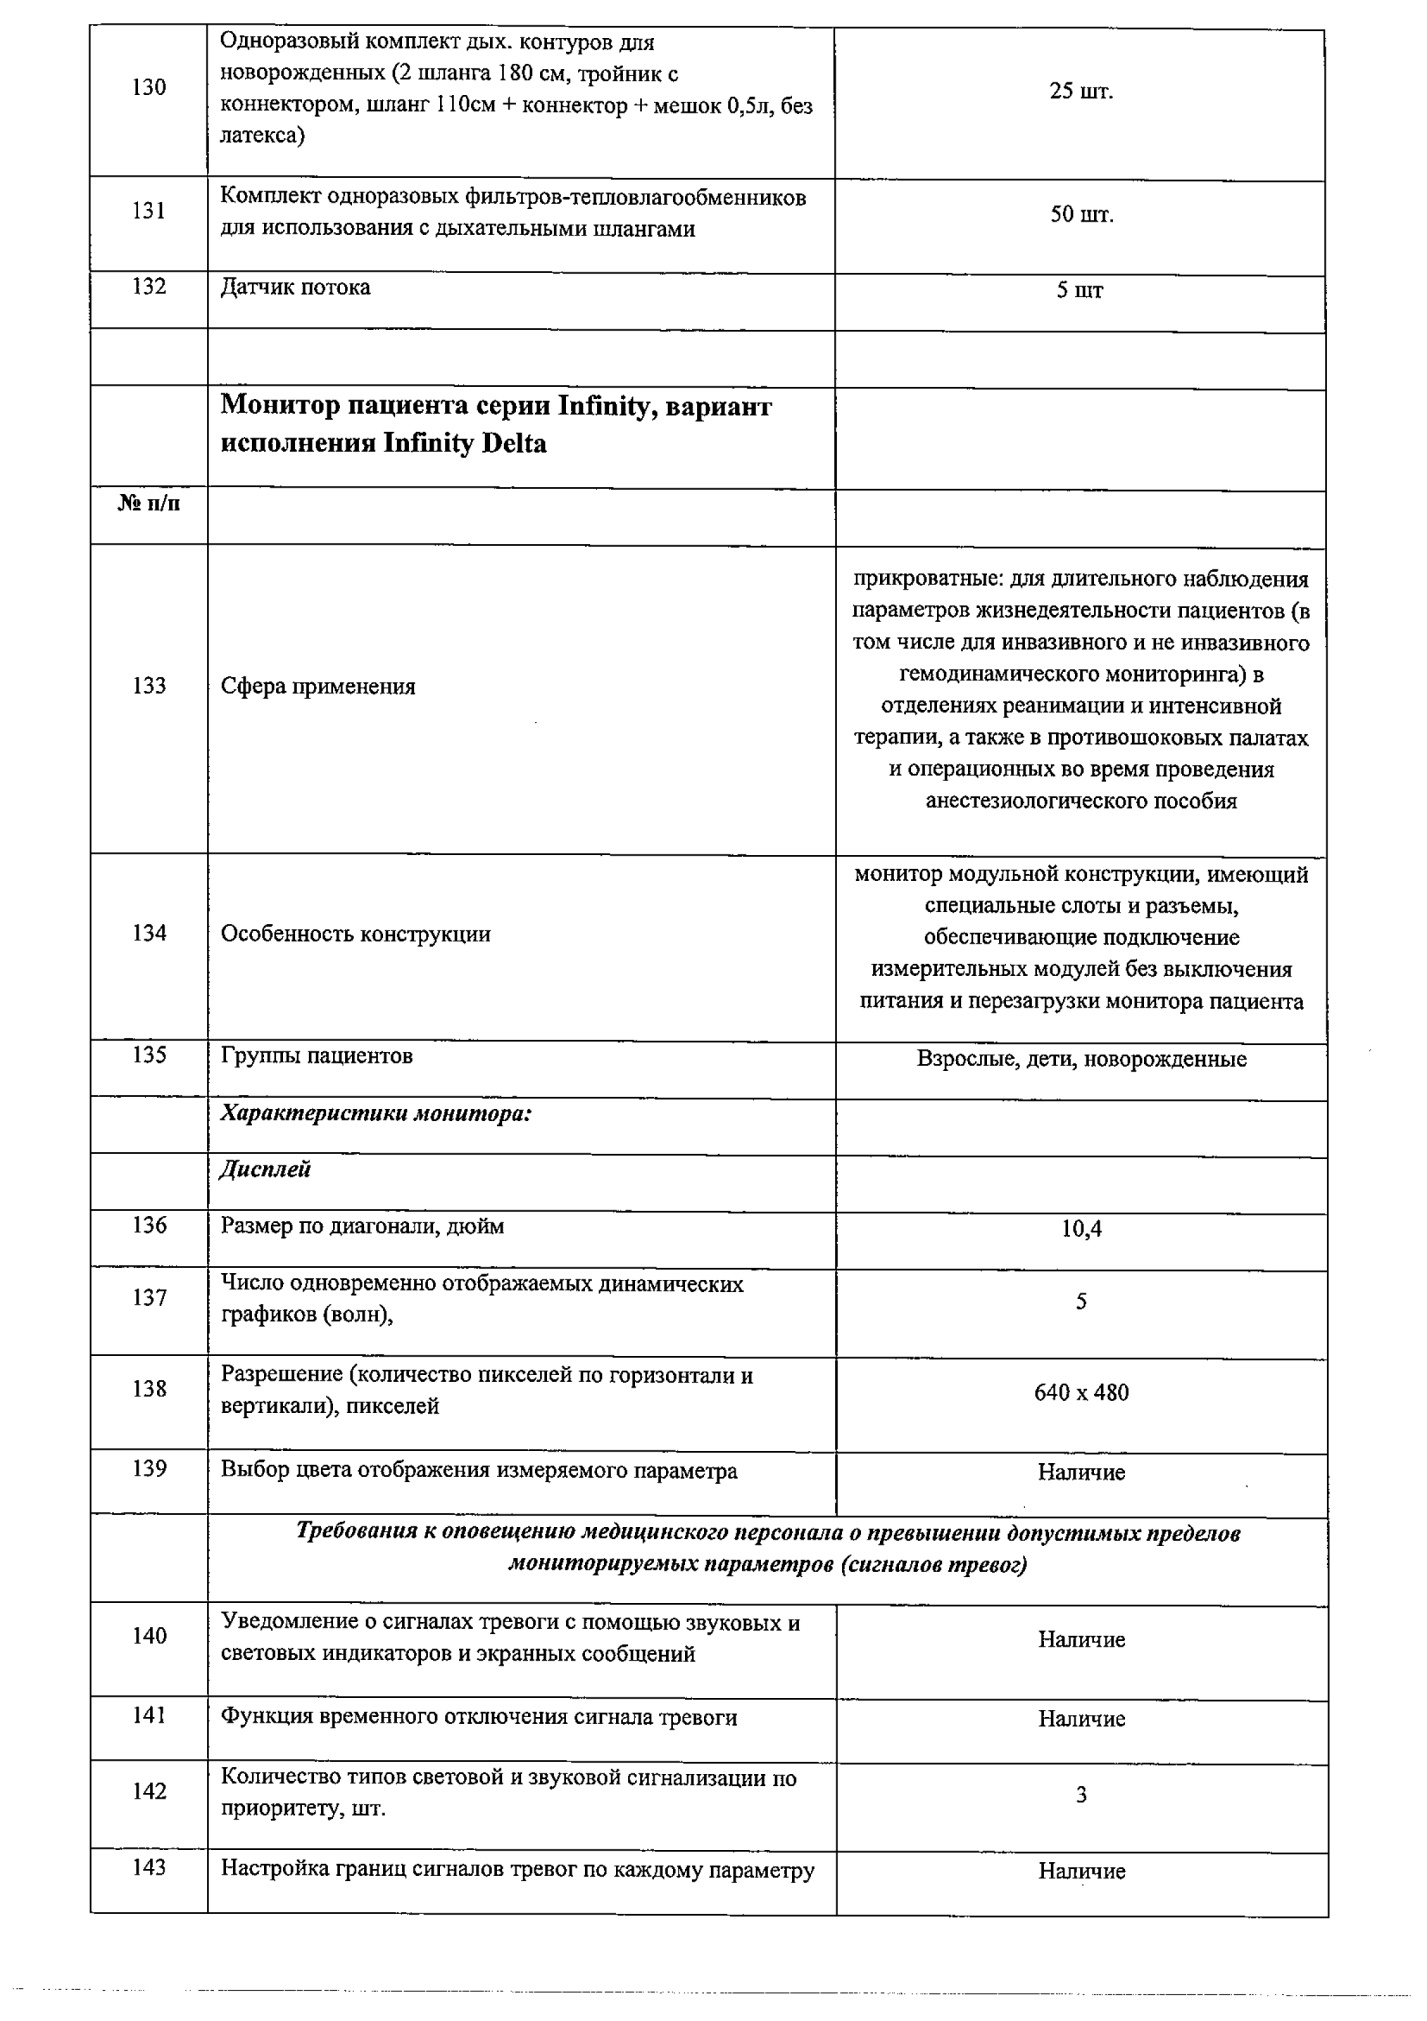 130
Одноразовый комплект дых. контуров для
новорожденных (2 шланга 180 см, тройник с
коннектором, шланг 110см + коннектор + мешок 0,5л, без
латекса)
25 шт.
131
Комплект одноразовых фильтров-тепловлагообменников
для использования с дыхательными шлангами
50 шт.
132
Датчик потока
5 шт
Монитор пациента серии Infinity, вариант
исполнения Infinity Delta
№ п/п
133
Сфера применения
прикроватные: для длительного наблюдения
параметров жизнедеятельности пациентов (в
том числе для инвазивного и не инвазивного
гемодинамического мониторинга) в
отделениях реанимации и интенсивной
терапии, а также в противошоковых палатах
и операционных во время проведения
анестезиологического пособия
134
Особенность конструкции
монитор модульной конструкции, имеющий
специальные слоты и разъемы,
обеспечивающие подключение
измерительных модулей без выключения
питания и перезагрузки монитора пациента
135
Группы пациентов
Взрослые, дети, новорожденные
Характеристики монитора:
Дисплей
136
Размер по диагонали, дюйм
10,4
137
Число одновременно отображаемых динамических
графиков (волн),
5
138
Разрешение (количество пикселей по горизонтали и
вертикали), пикселей
640 x 480
139
Выбор цвета отображения измеряемого параметра
Наличие
Требования к оповещению медицинского персонала о превышении допустимых пределов
мониторируемых параметров (сигналов тревог)
140
Уведомление о сигналах тревоги с помощью звуковых и
световых индикаторов и экранных сообщений
Наличие
141
Функция временного отключения сигнала тревоги
Наличие
142
Количество типов световой и звуковой сигнализации по
приоритету, шт.
3
143
Настройка границ сигналов тревог по каждому параметру
Наличие